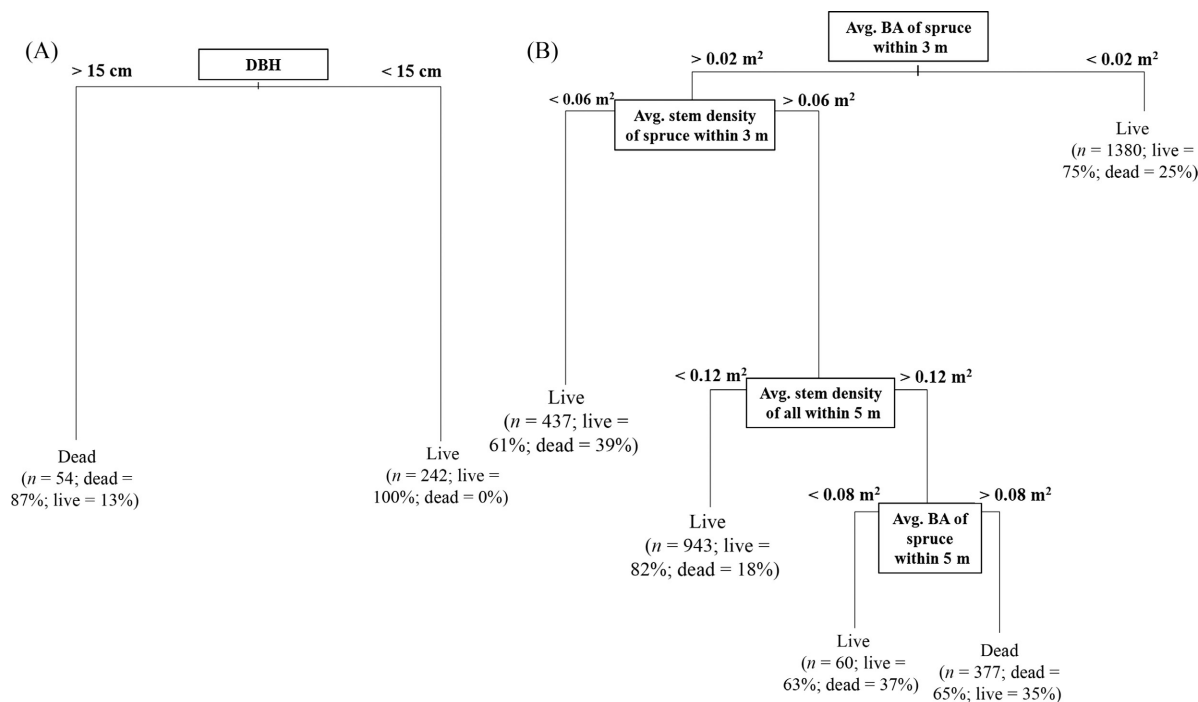 (A)
DBH
> 15 cm
< 15 cm
Dead
(n = 54; dead =
87%; live = 13%)
Live
(n = 242; live =
100%; dead = 0%)
(B)
Avg. BA of spruce
within 3 m
> 0.02 m²
< 0.02 m²
Live
(n = 1380; live =
75%; dead = 25%)
< 0.06 m²
Avg. stem density
of spruce within 3 m
> 0.06 m²
Live
(n = 437; live =
61%; dead = 39%)
< 0.12 m²
Avg. stem density
of all within 5 m
> 0.12 m²
Live
(n = 943; live =
82%; dead = 18%)
< 0.08 m²
Avg. BA of
spruce
within 5 m
> 0.08 m²
Live
(n = 60; live =
63%; dead = 37%)
Dead
(n = 377; dead =
65%; live = 35%)